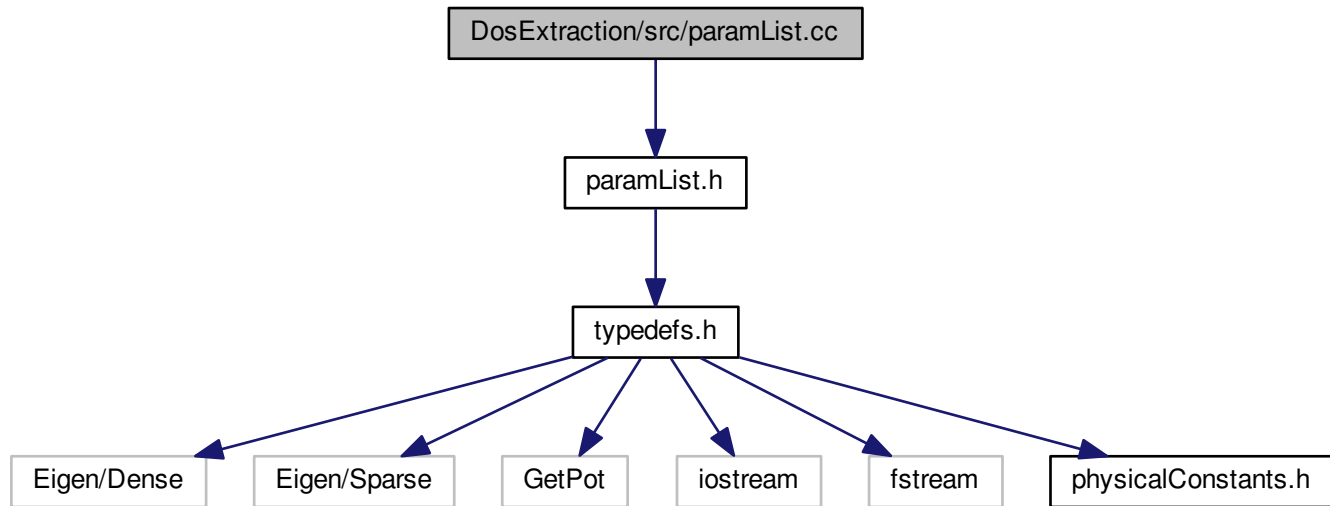 DosExtraction/src/paramList.cc
paramList.h
typedefs.h
Eigen/Dense
Eigen/Sparse
GetPot
iostream
fstream
physicalConstants.h